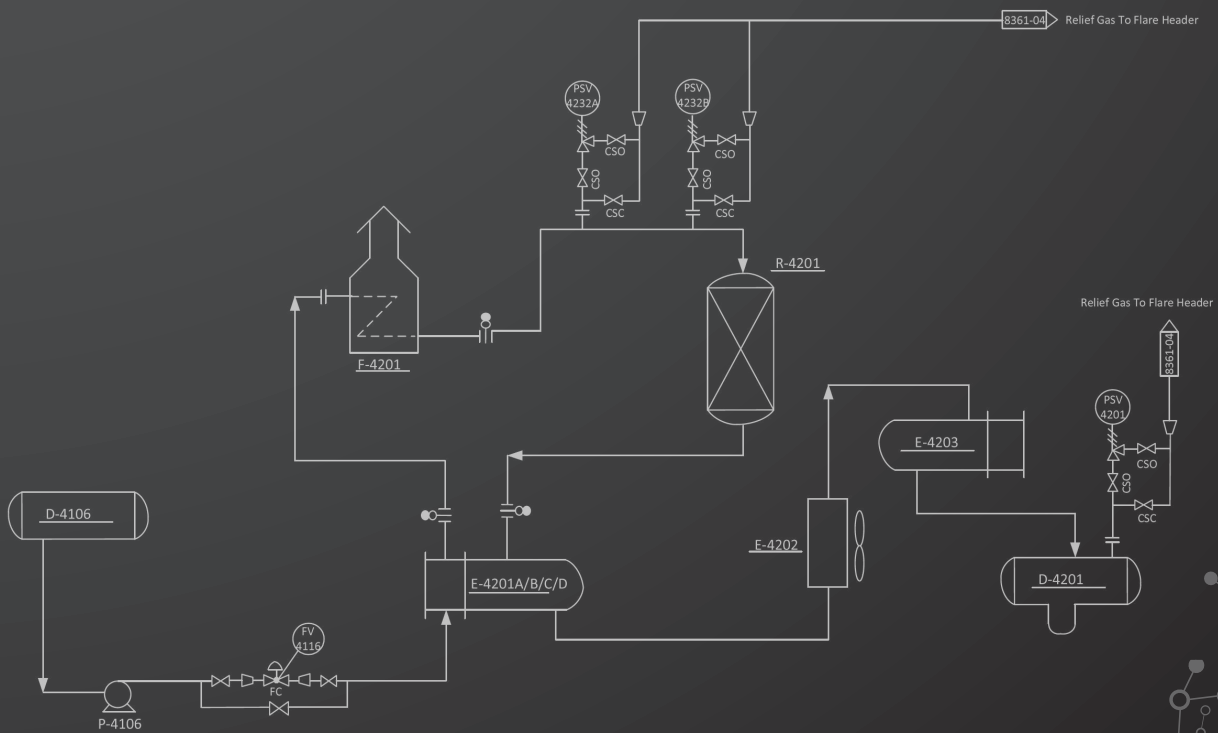 8361-04
Relief Gas To Flare Header
PSV
4232A
CSO
CSO
CSC
PSV
4232B
CSO
CSO
CSC
R-4201
F-4201
Relief Gas To Flare Header
8361-04
PSV
4201
CSO
CSO
CSC
E-4203
D-4106
E-4202
E-4201A/B/C/D
D-4201
FV
4116
FC
P-4106